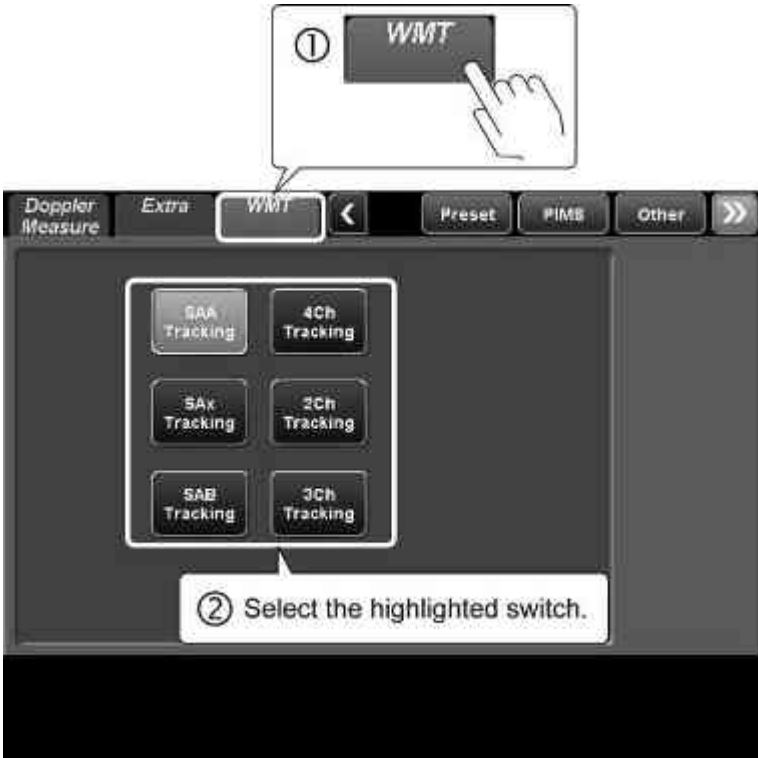 ① WMT
Doppler
Measure
Extra
WMT
<
Preset
PIMS
Other
>>
SAA
Tracking
4Ch
Tracking
SAx
Tracking
2Ch
Tracking
SAB
Tracking
3Ch
Tracking
② Select the highlighted switch.